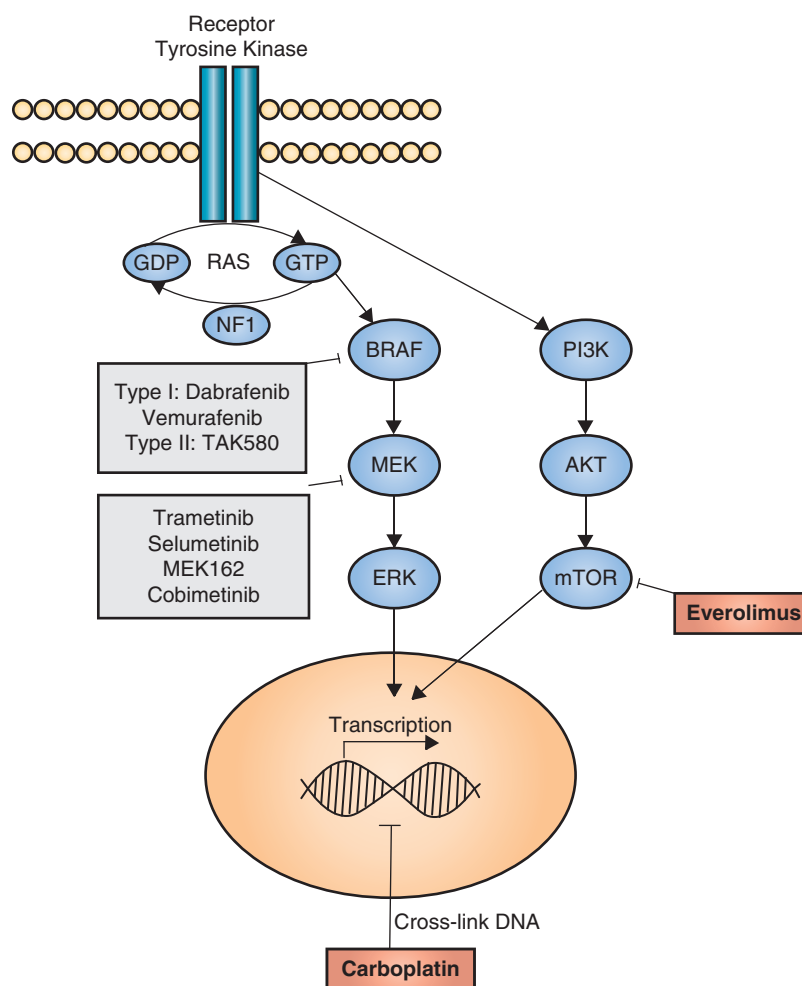 Receptor
Tyrosine Kinase
GDP
RAS
GTP
NF1
BRAF
PI3K
Type I: Dabrafenib
Vemurafenib
Type II: TAK580
MEK
AKT
Trametinib
Selumetinib
MEK162
Cobimetinib
ERK
mTOR
Everolimus
Transcription
Cross-link DNA
Carboplatin